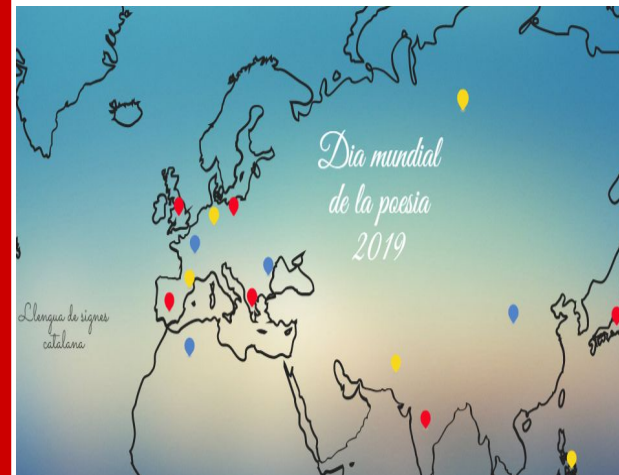 Dia mundial
de la poesia
2019
Llengua de signes
catalana